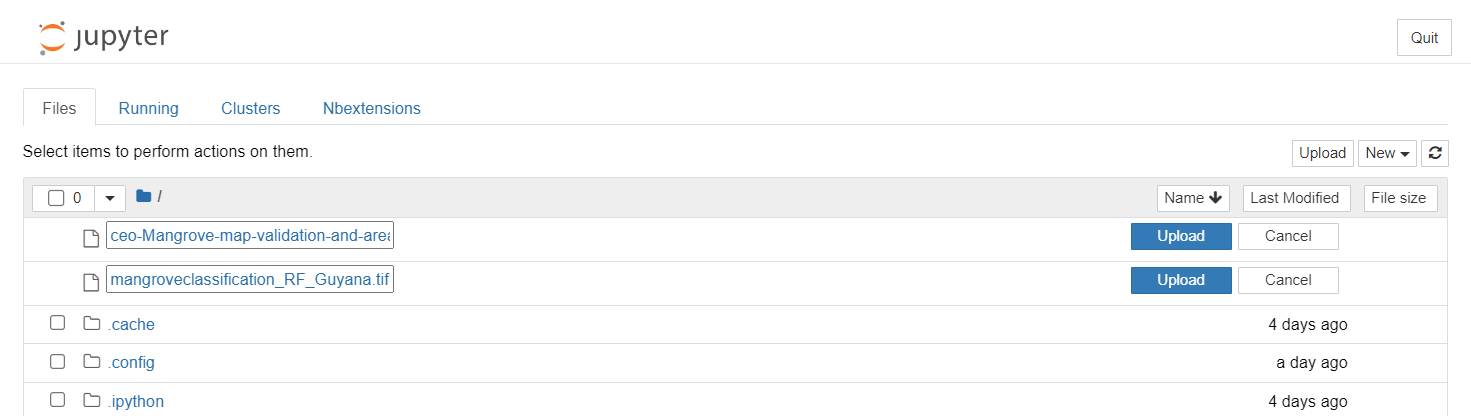 jupyter
Quit
Files Running Clusters Nbextensions
Select items to perform actions on them.
Upload New
0 / Name Last Modified File size
ceo-Mangrove-map-validation-and-area Upload Cancel
mangroveclassification_RF_Guyana.tif Upload Cancel
.cache 4 days ago
.config a day ago
.ipython 4 days ago